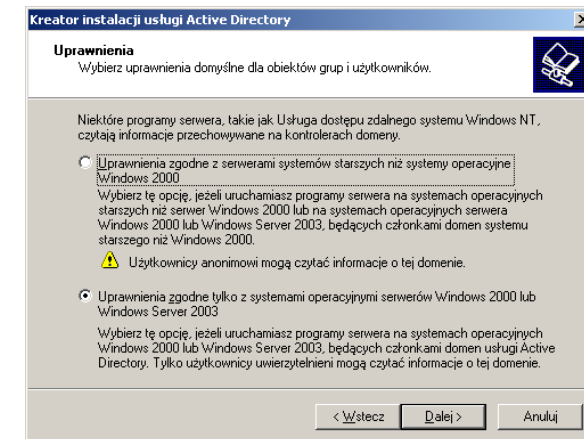 Kreator instalacji usługi Active Directory
Uprawnienia
Wybierz uprawnienia domyślne dla obiektów grup i użytkowników.
Niektóre programy serwera, takie jak Usługa dostępu zdalnego systemu Windows NT,
czytają informacje przechowywane na kontrolerach domeny.
Uprawnienia zgodne z serwerami systemów starszych niż systemy operacyjne
Windows 2000
Wybierz tę opcję, jeżeli uruchamiasz programy serwera na systemach operacyjnych
starszych niż serwer Windows 2000 lub na systemach operacyjnych serwera
Windows 2000 lub Windows Server 2003, będących członkami domen systemu
starszego niż Windows 2000.
Użytkownicy anonimowi mogą czytać informacje o tej domenie.
Uprawnienia zgodne tylko z systemami operacyjnymi serwerów Windows 2000 lub
Windows Server 2003
Wybierz tę opcję, jeżeli uruchamiasz programy serwera na systemach operacyjnych
Windows 2000 lub Windows Server 2003, będących członkami domen usługi Active
Directory. Tylko użytkownicy uwierzytelnieni mogą czytać informacje o tej domenie.
< Wstecz
Dalej >
Anuluj